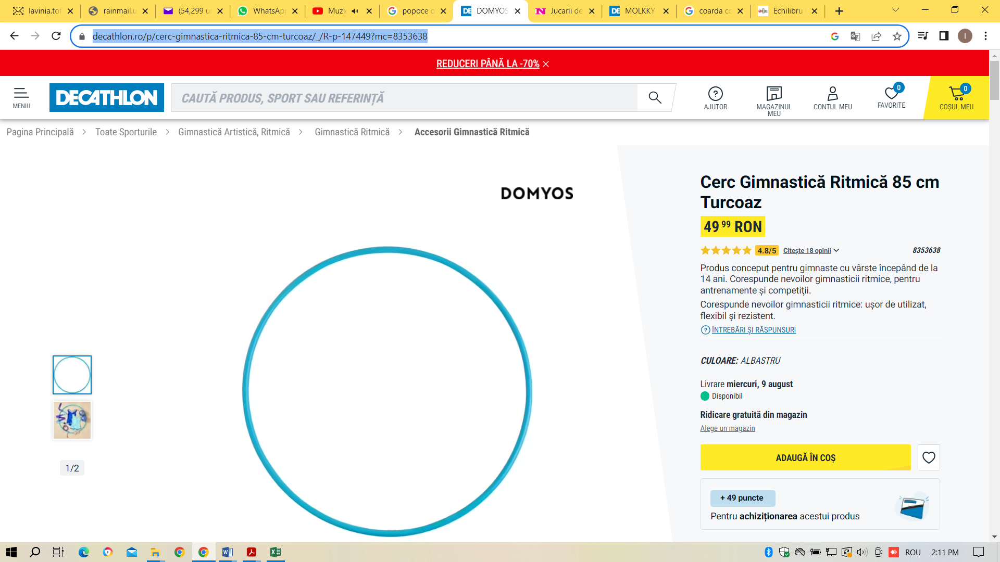 lavinia.tof
rainmail.u
(54,299 u
WhatsApp
Muzic
popoce o
DOMYOS
Jucarii de
MÖLKKY
coarda co
Echilibru
decathlon.ro/p/cerc-gimnastica-ritmica-85-cm-turcoaz/_/R-p-147449?mc=8353638
I
REDUCERI PÂNĂ LA -70%
MENIU
DECATHLON
CAUTĂ PRODUS, SPORT SAU REFERINȚĂ
AJUTOR
MAGAZINUL
MEU
CONTUL MEU
0
FAVORITE
0
COȘUL MEU
Pagina Principală
Toate Sporturile
Gimnastică Artistică, Ritmică
Gimnastică Ritmică
Accesorii Gimnastică Ritmică
DOMYOS
1/2
Cerc Gimnastică Ritmică 85 cm
Turcoaz
49 99 RON
4.8/5 Citește 18 opinii
8353638
Produs conceput pentru gimnaste cu vârste începând de la
14 ani. Corespunde nevoilor gimnasticii ritmice, pentru
antrenamente și competiţii.
Corespunde nevoilor gimnasticii ritmice: ușor de utilizat,
flexibil și rezistent.
ÎNTREBĂRI ȘI RĂSPUNSURI
CULOARE: ALBASTRU
Livrare miercuri, 9 august
Disponibil
Ridicare gratuită din magazin
Alege un magazin
ADAUGĂ ÎN COȘ
+ 49 puncte
Pentru achiziționarea acestui produs
ROU
2:11 PM